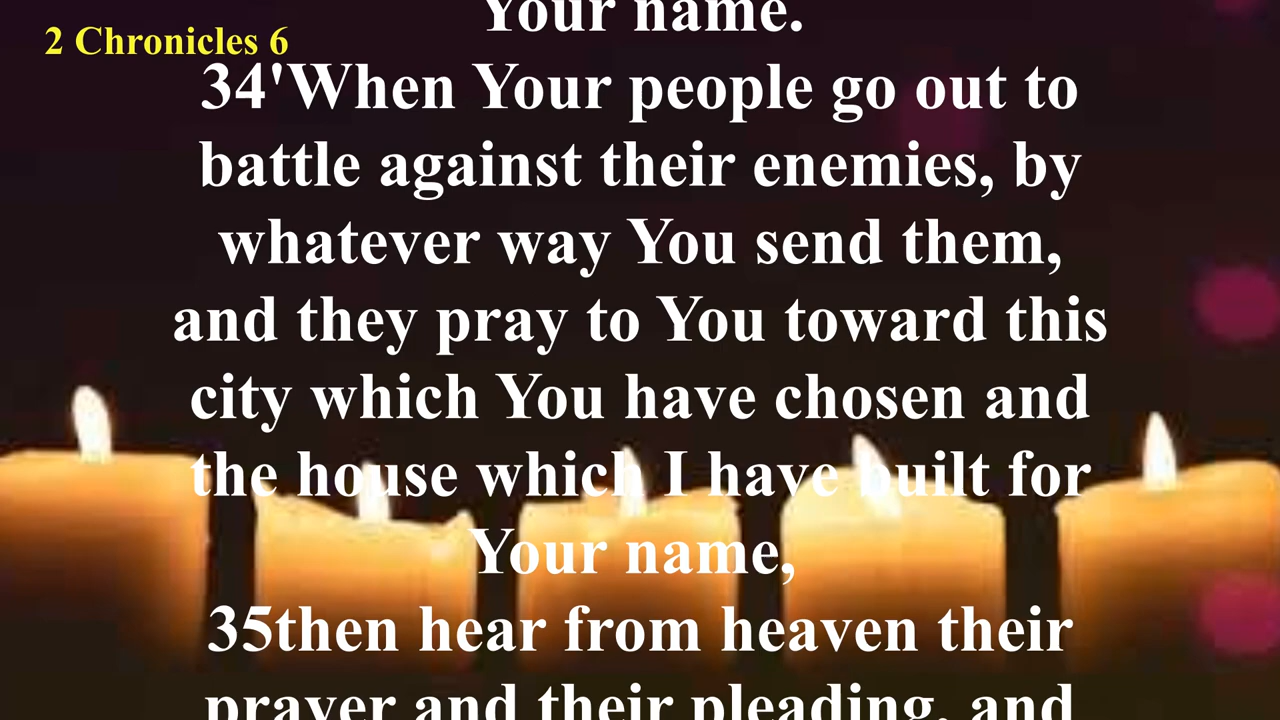 Your name.
2 Chronicles 6
34'When Your people go out to
battle against their enemies, by
whatever way You send them,
and they pray to You toward this
city which You have chosen and
the house which I have built for
Your name,
35then hear from heaven their
prayer and their pleading, and